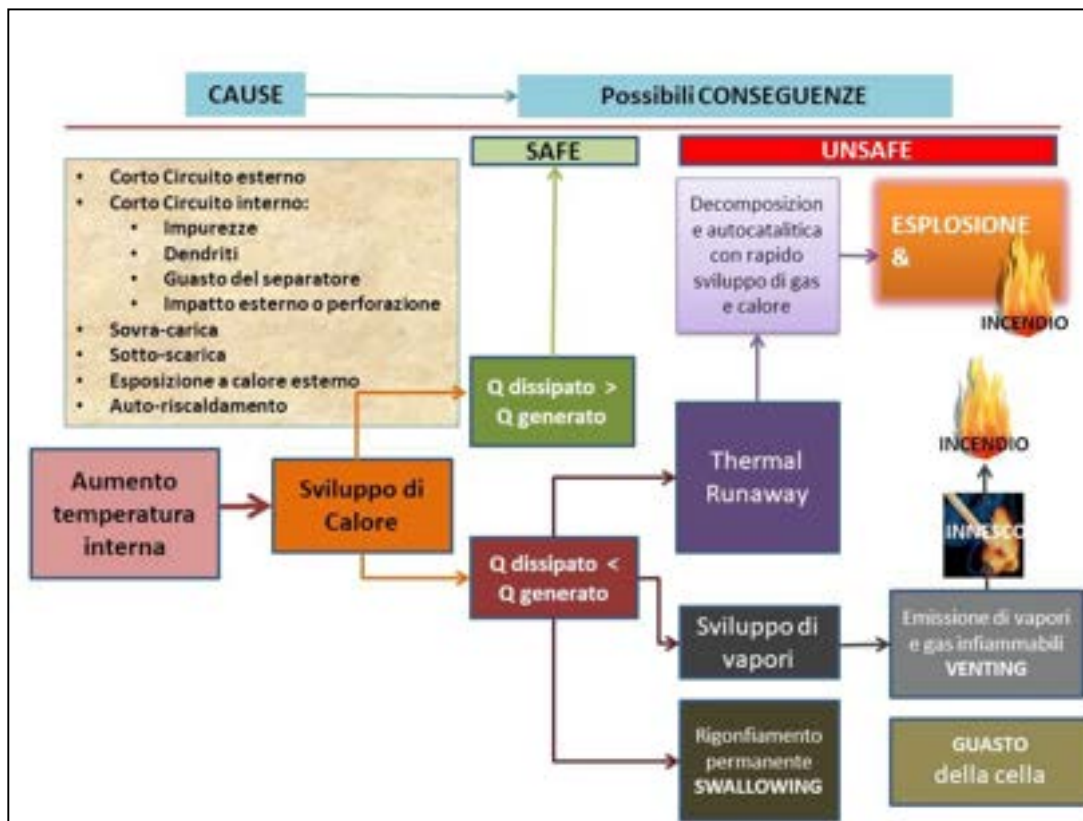 CAUSE
Possibili CONSEGUENZE
SAFE
UNSAFE
• Corto Circuito esterno
• Corto Circuito interno:
• Impurezze
• Dendriti
• Guasto del separatore
• Impatto esterno o perforazione
• Sovra-carica
• Sotto-scarica
• Esposizione a calore esterno
• Auto-riscaldamento
Decomposizion
e autocatalitica
con rapido
sviluppo di gas
e calore
ESPLOSIONE
&
INCENDIO
Q dissipato >
Q generato
Thermal
Runaway
INCENDIO
Aumento
temperatura
interna
Sviluppo di
Calore
INNESCO
Q dissipato <
Q generato
Sviluppo di
vapori
Emissione di vapori
e gas infiammabili
VENTING
Rigonfiamento
permanente
SWALLOWING
GUASTO
della cella